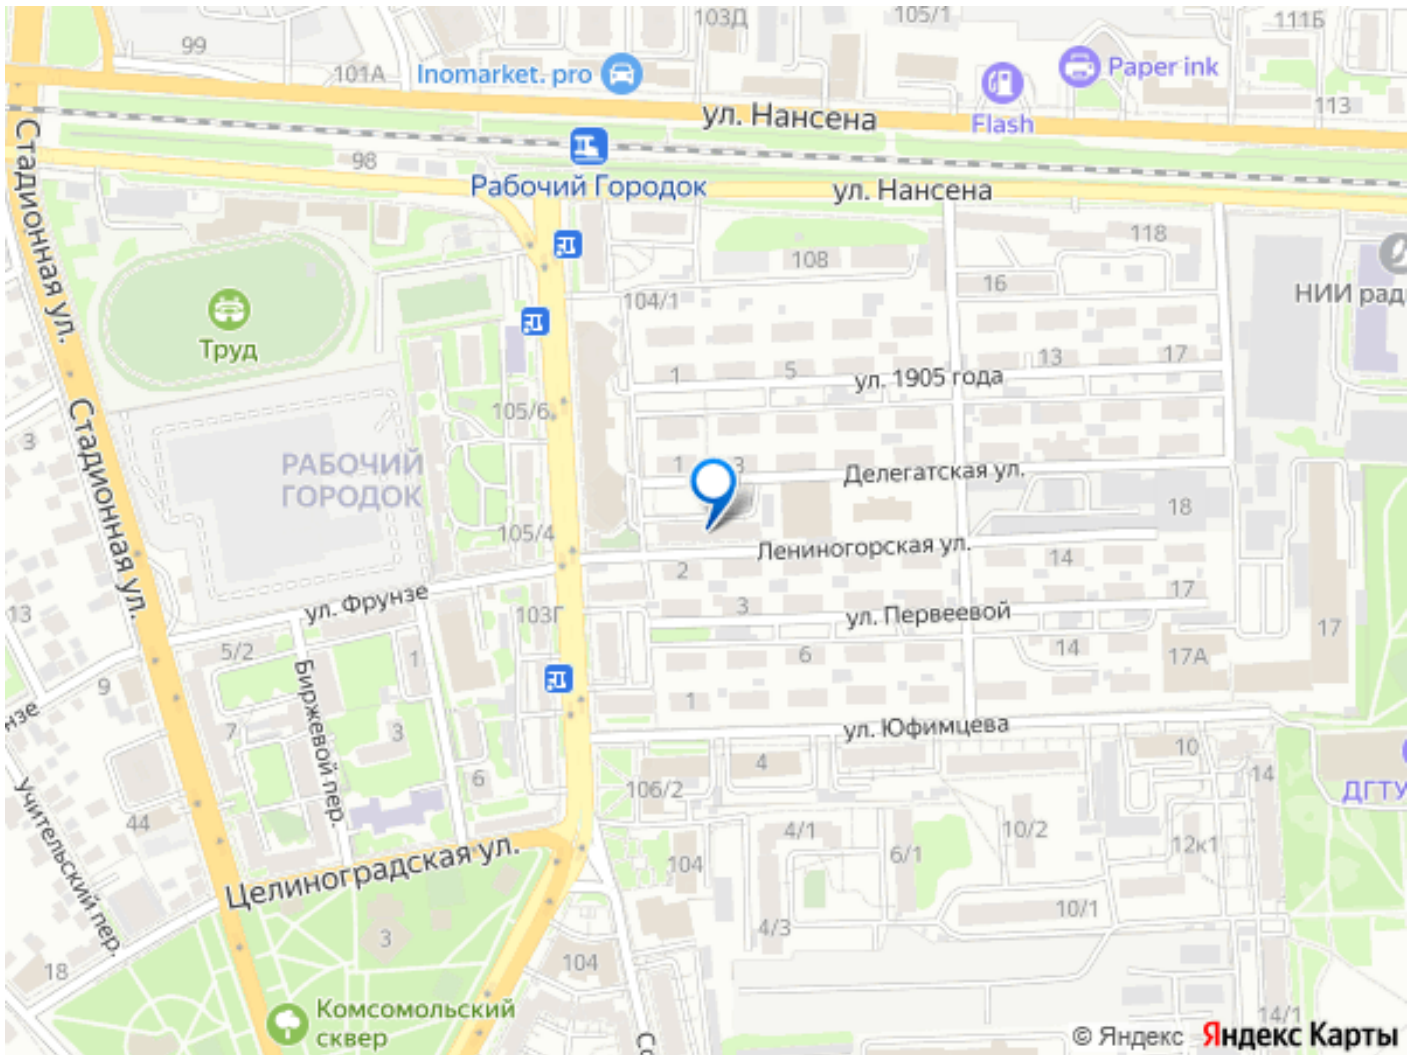 103Д
105/1
111Б
99
101А
Inomarket. pro
Paper ink
113
ул. Нансена
Flash
98
Рабочий Городок
ул. Нансена
Стадионная ул.
118
108
16
НИИ рад
104/1
Труд
13
17
1
5
ул. 1905 года
105/6
Стадионная ул.
3
РАБОЧИЙ
ГОРОДОК
1
3
Делегатская ул.
18
105/4
Лениногорская ул.
14
2
17
ул. Фрунзе
13
3
103Г
ул. Первеевой
17
5/2
1
6
14
17А
9
Биржевой пер.
1
нзе
7
3
ул. Юфимцева
10
4
14
6
106/2
ДГТУ
Учительский пер.
44
4/1
10/2
12к1
6/1
Целиноградская ул.
104
10/1
4/3
3
18
104
Комсомольский
сквер
Со
14/1
© Яндекс Яндекс Карты